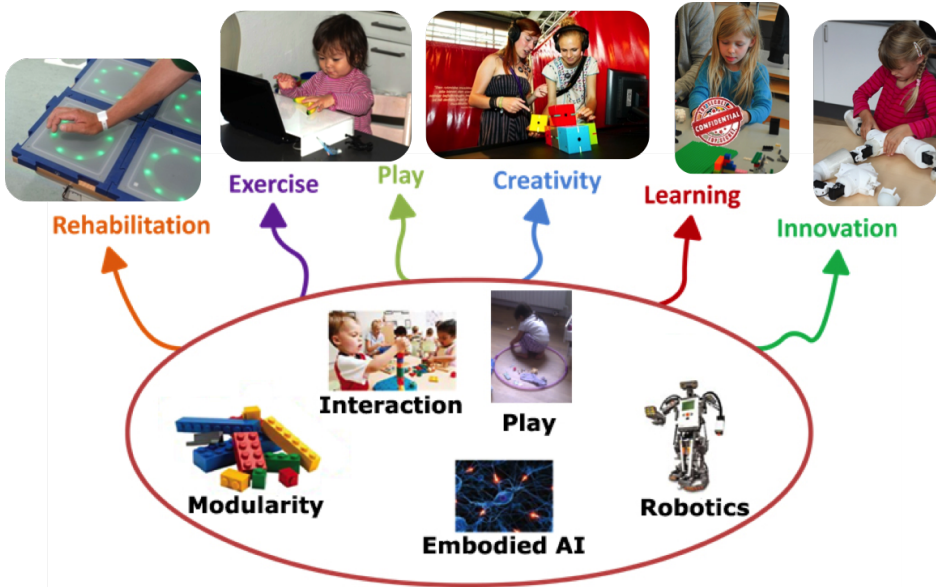 CONFIDENTIAL
Exercise
Play
Creativity
Learning
Rehabilitation
Innovation
Interaction
Play
Modularity
Robotics
Embodied AI